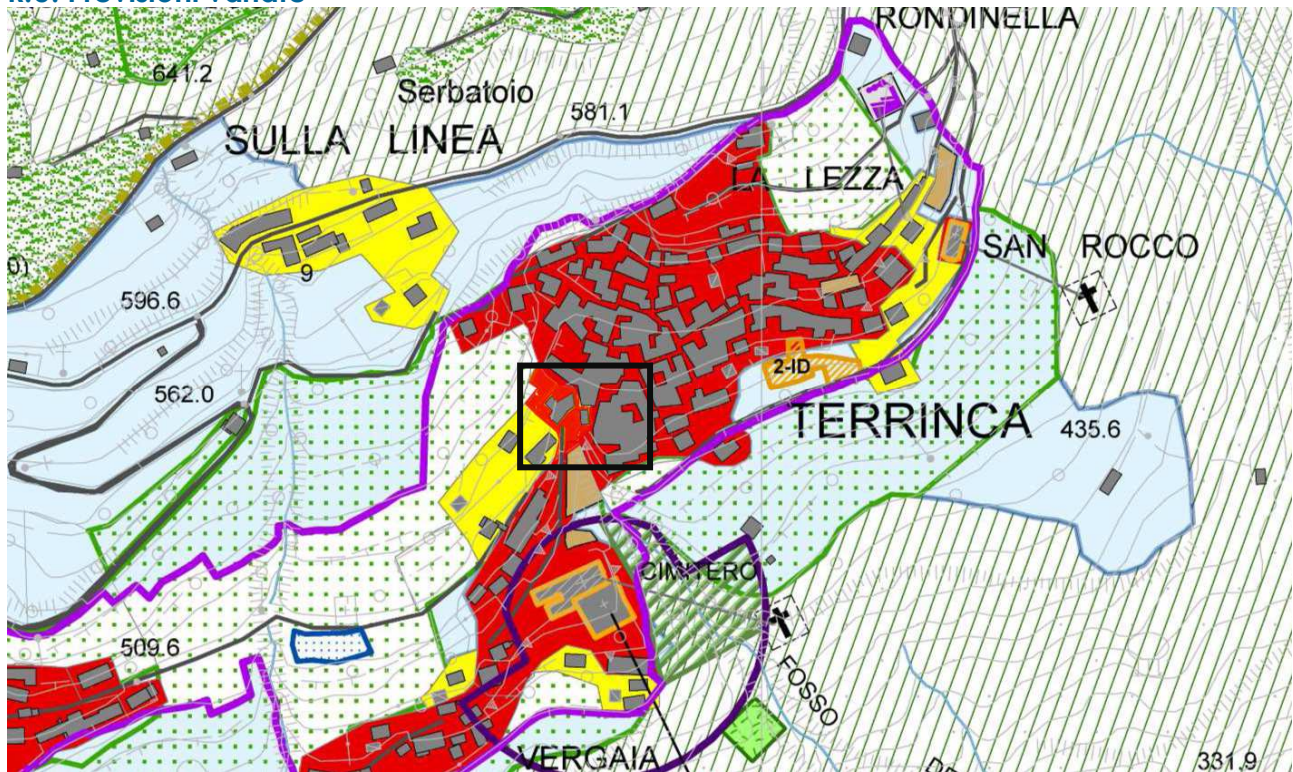 RONDINELLA
641.2
Serbatoio
581.1
SULLA LINEA
LA LEZZA
SAN ROCCO
9
596.6
2-ID
562.0
TERRINCA
435.6
CIMITERO
509.6
FOSSO
VERGAIA
331.9